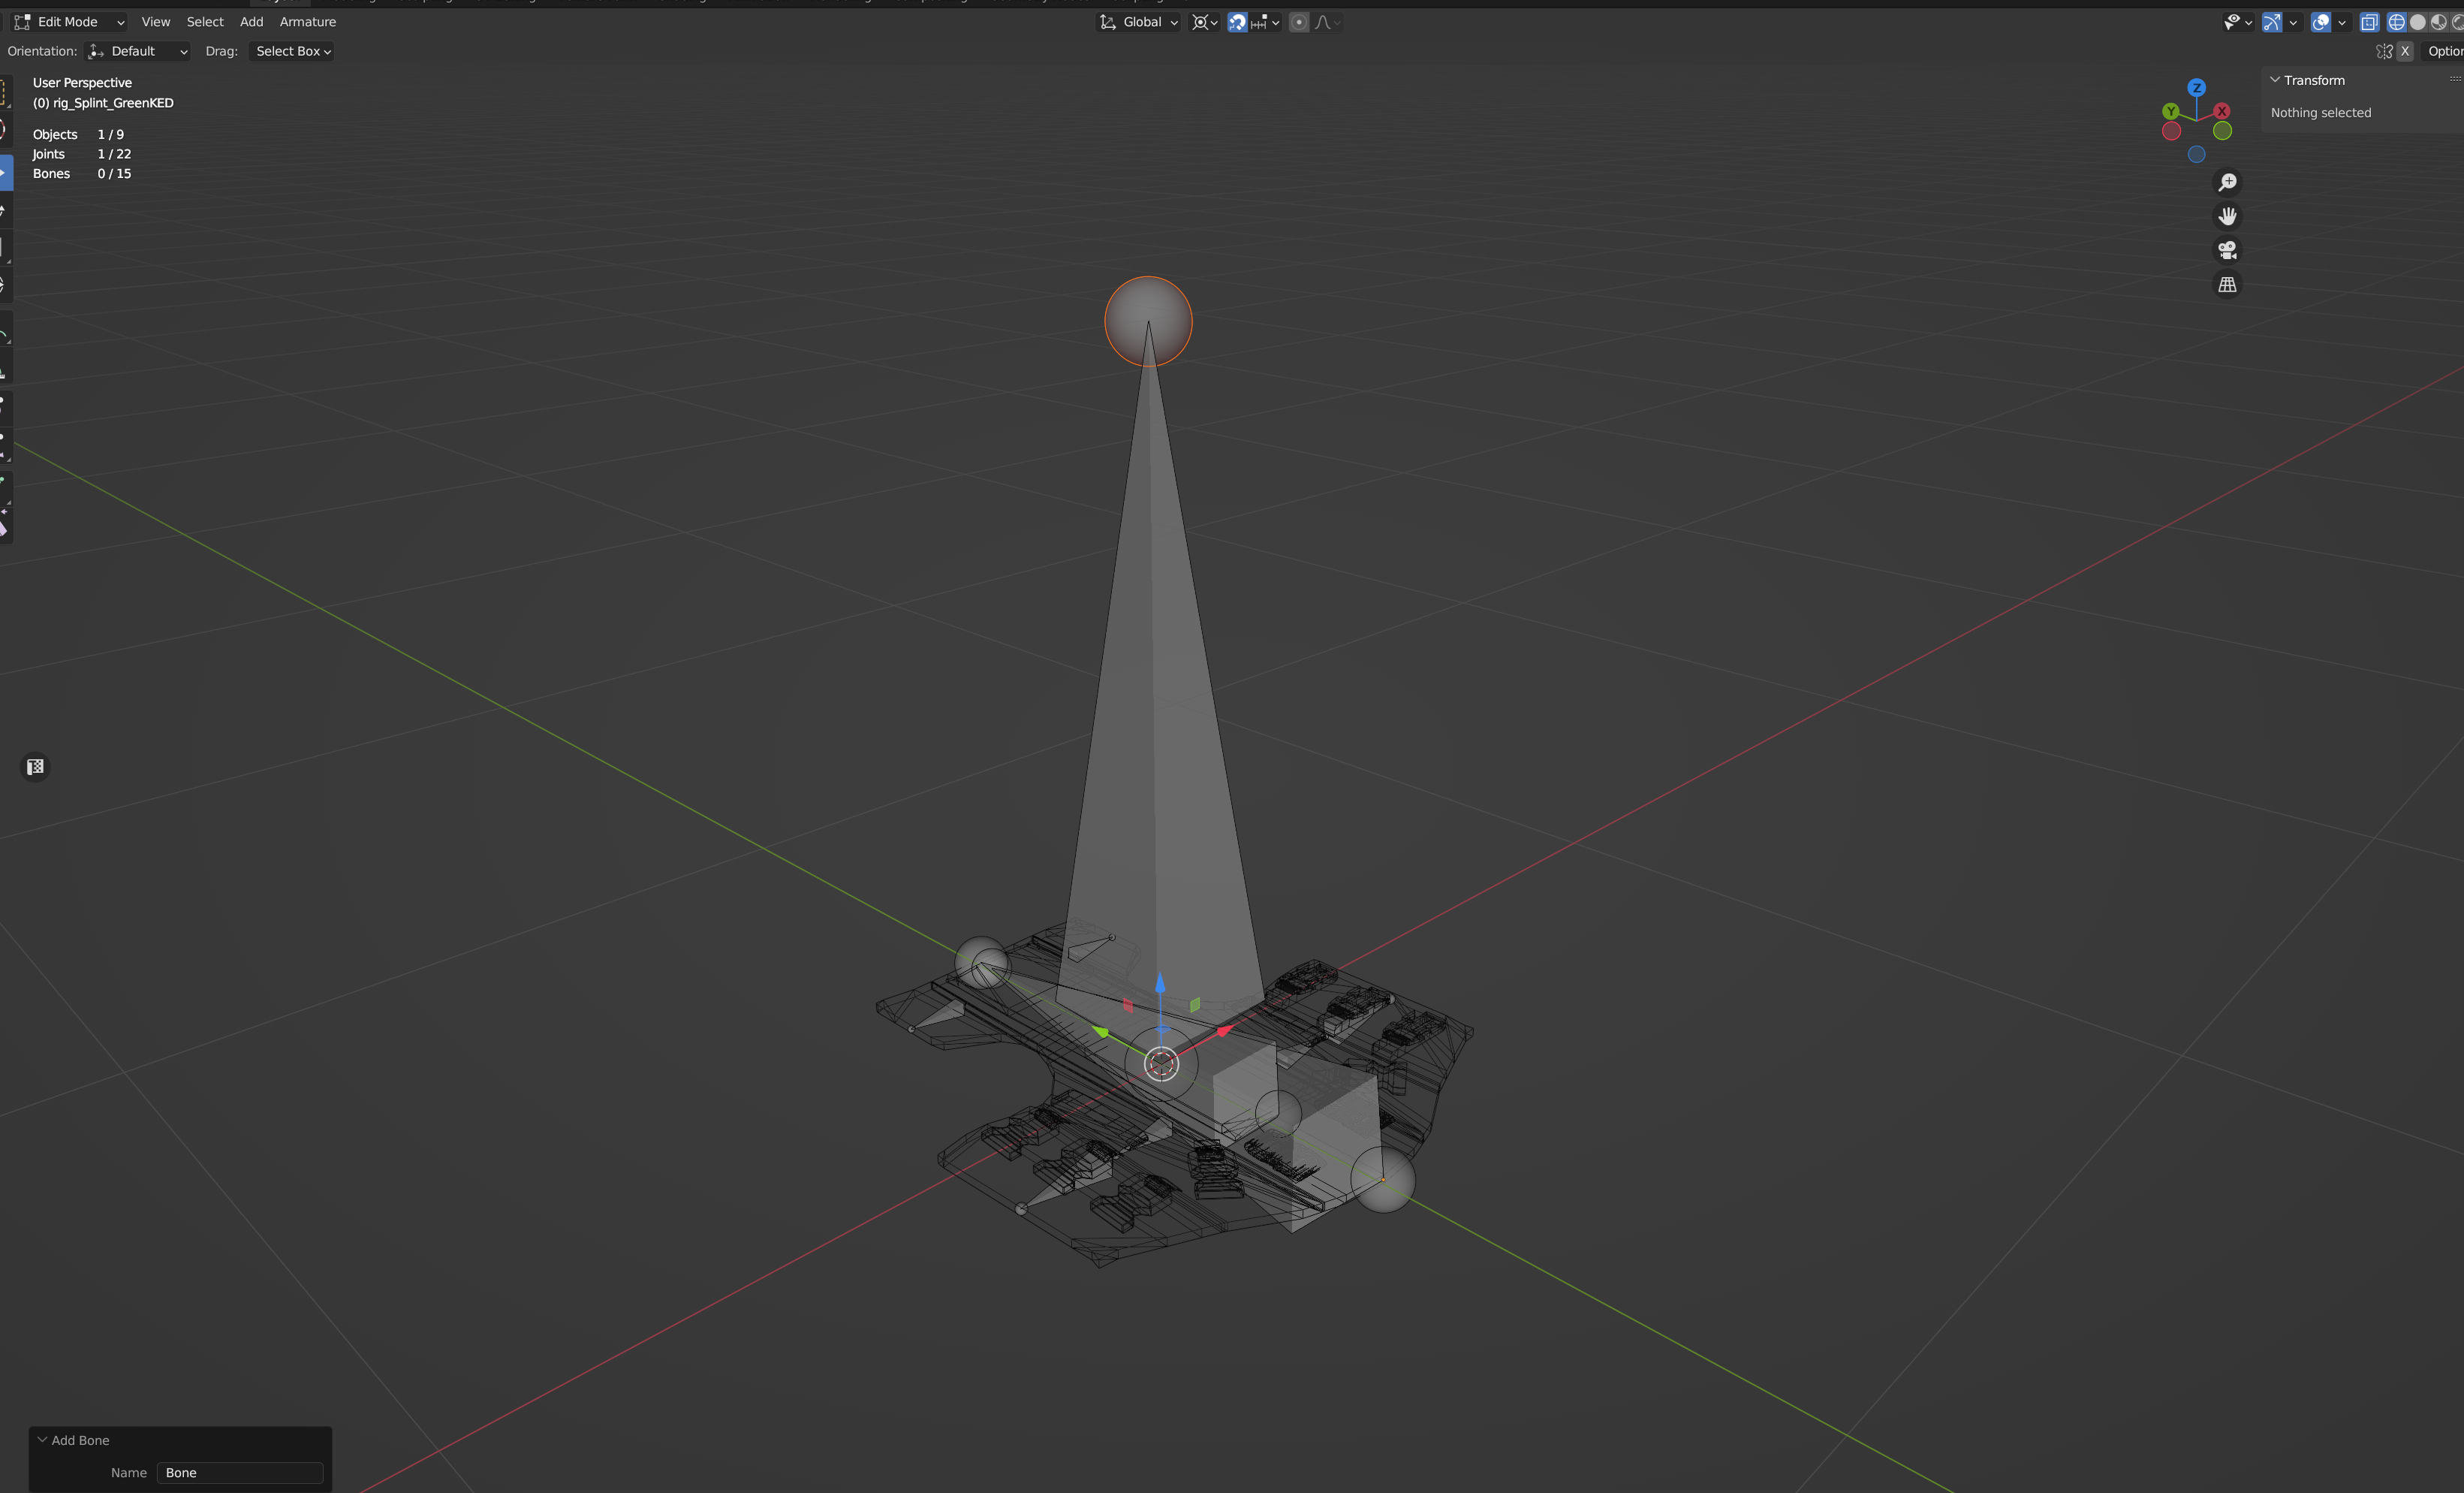 Edit Mode View Select Add Armature Global
Orientation: Default Drag: Select Box X
User Perspective
(0) rig_Splint_GreenKED
Objects 1 / 9
Joints 1 / 22
Bones 0 / 15
Z
Y X
Transform
Nothing selected
Add Bone
Name Bone